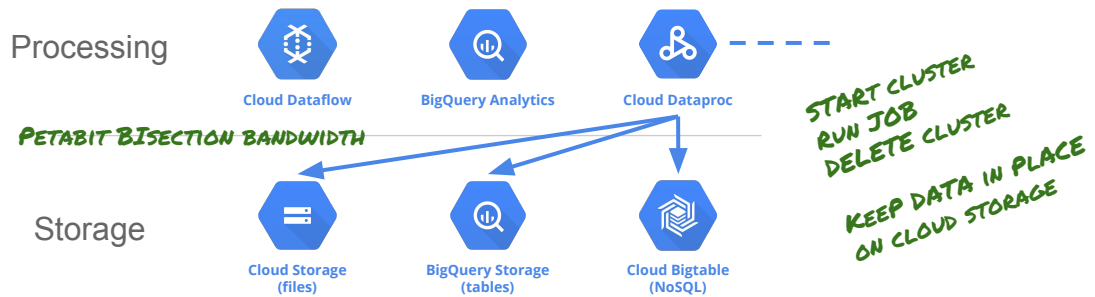 Processing
Cloud Dataflow
BigQuery Analytics
Cloud Dataproc
PETABIT BISECTION BANDWIDTH
START CLUSTER
RUN JOB
DELETE CLUSTER
KEEP DATA IN PLACE
ON CLOUD STORAGE
Storage
Cloud Storage
(files)
BigQuery Storage
(tables)
Cloud Bigtable
(NoSQL)